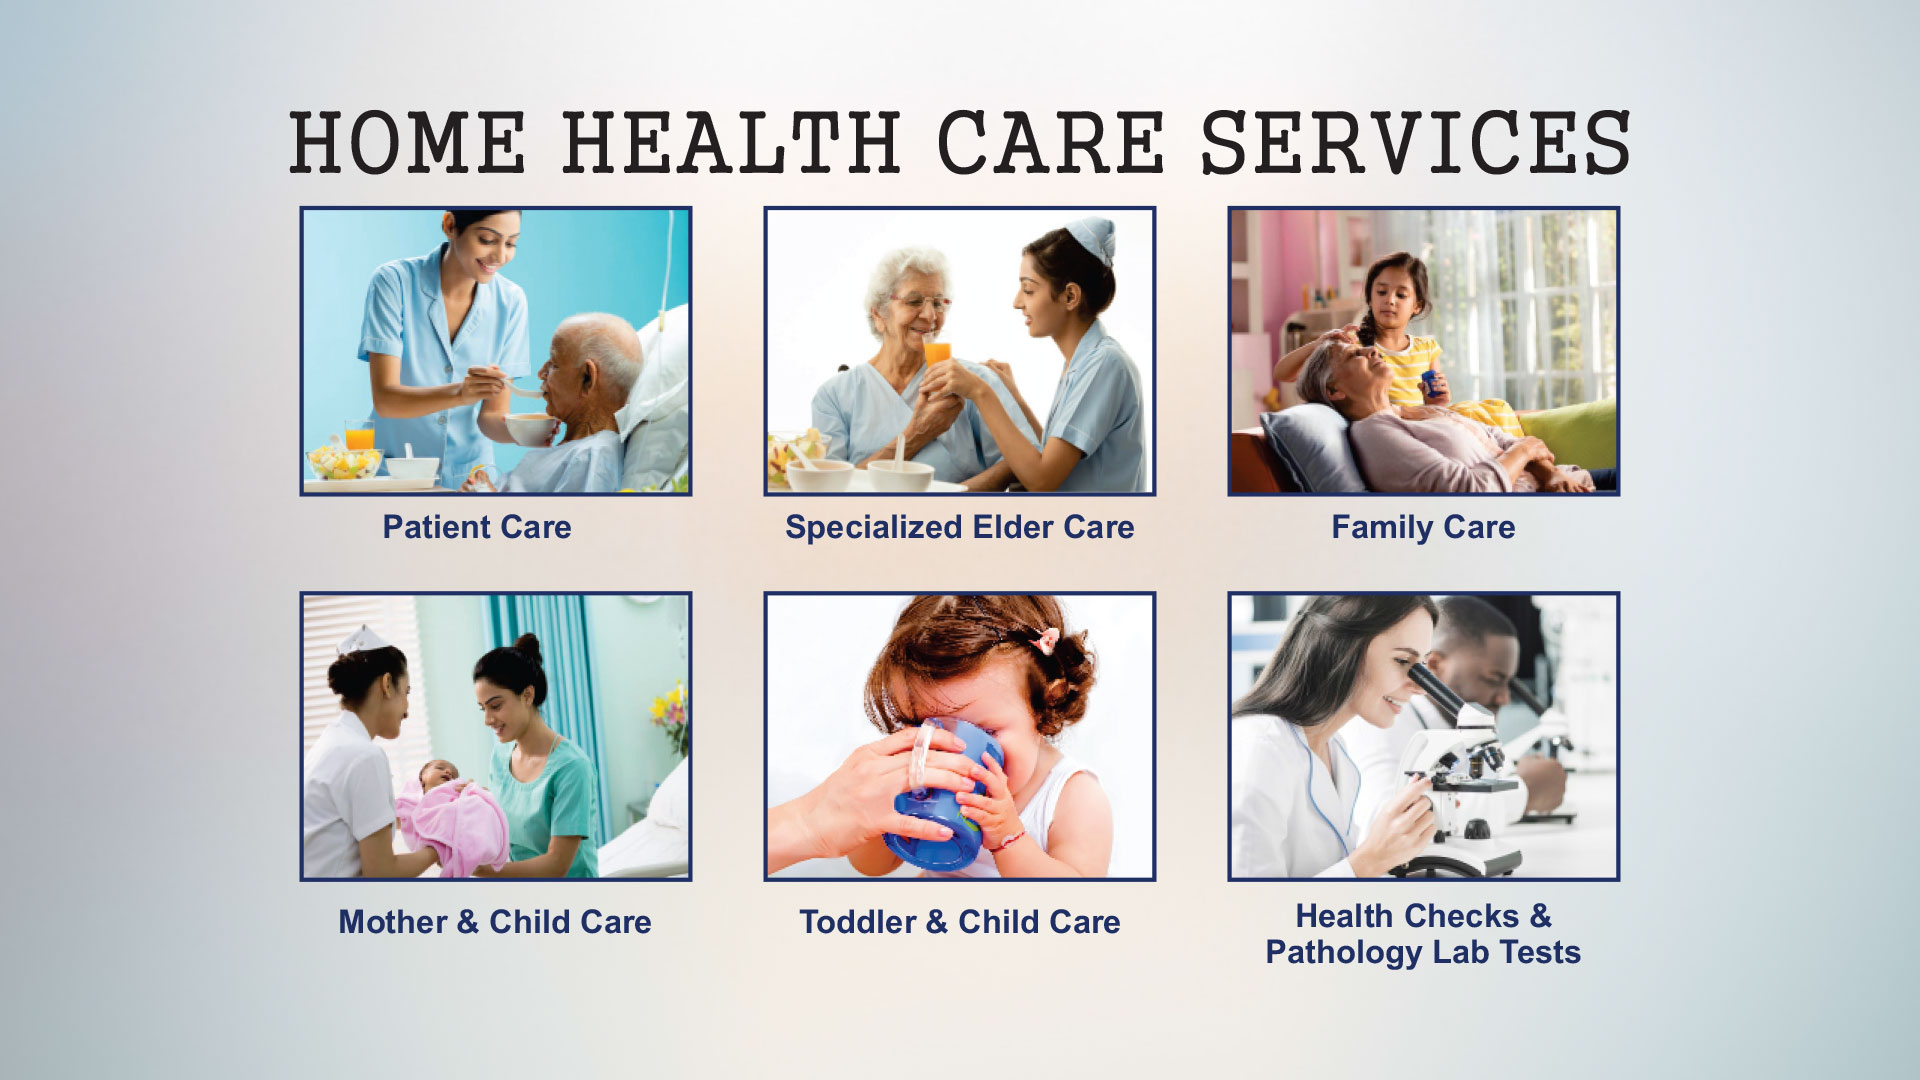 HOME HEALTH CARE SERVICES
Patient Care
Specialized Elder Care
Family Care
Mother & Child Care
Toddler & Child Care
Health Checks &
Pathology Lab Tests